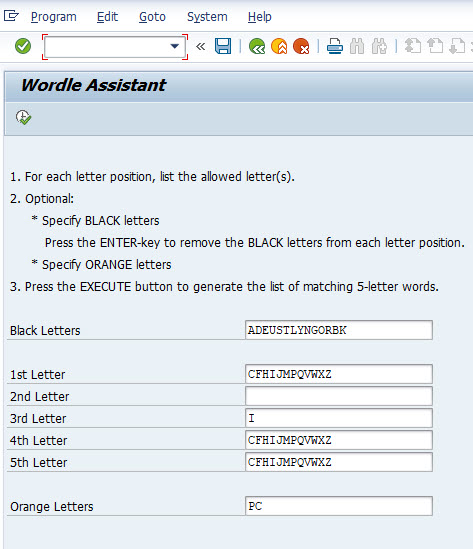 Program Edit Goto System Help
Wordle Assistant
1. For each letter position, list the allowed letter(s).
2. Optional:
* Specify BLACK letters
Press the ENTER-key to remove the BLACK letters from each letter position.
* Specify ORANGE letters
3. Press the EXECUTE button to generate the list of matching 5-letter words.
Black Letters ADEUSTLYNGORBK
1st Letter CFHIJMPQVWXZ
2nd Letter
3rd Letter I
4th Letter CFHIJMPQVWXZ
5th Letter CFHIJMPQVWXZ
Orange Letters PC